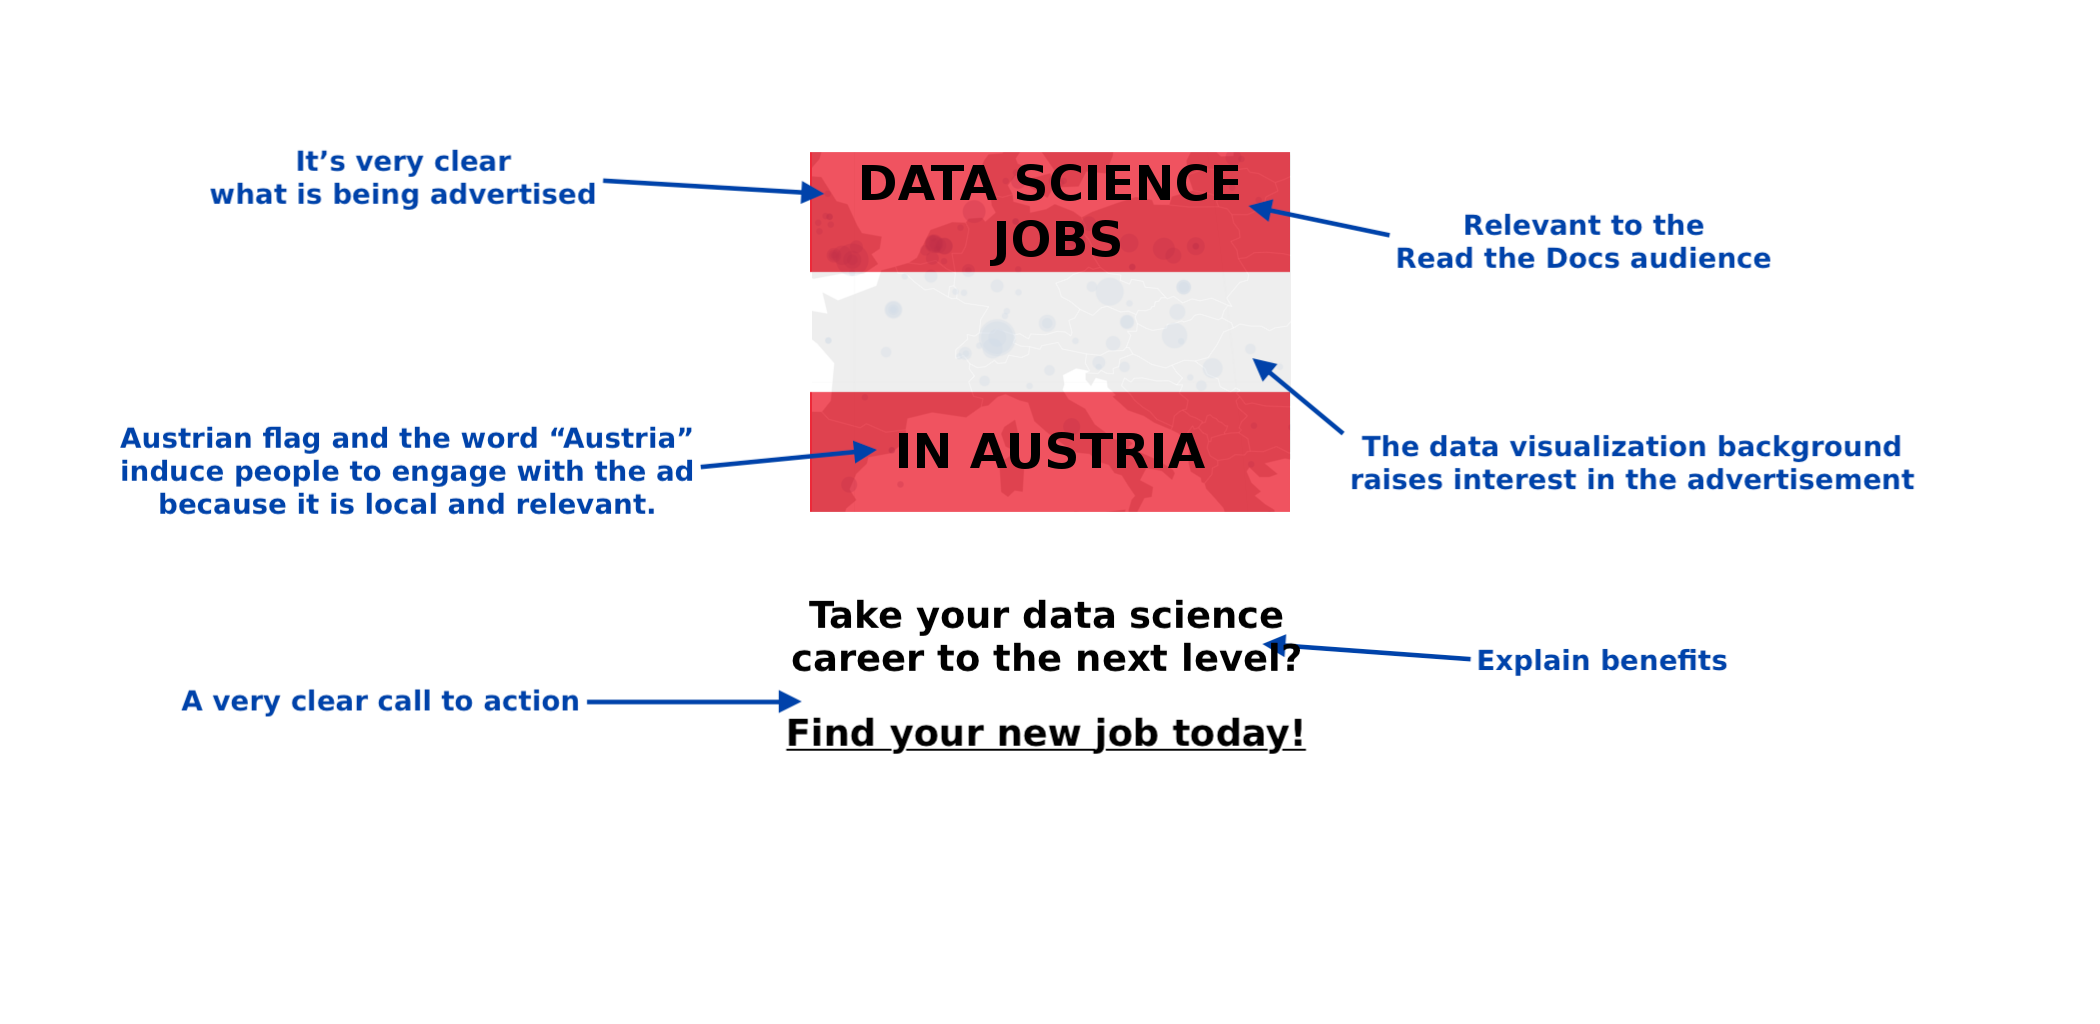 It’s very clear
what is being advertised
DATA SCIENCE
JOBS
Relevant to the
Read the Docs audience
Austrian flag and the word “Austria”
induce people to engage with the ad
because it is local and relevant.
IN AUSTRIA
The data visualization background
raises interest in the advertisement
Take your data science
career to the next level?
Explain benefits
A very clear call to action
Find your new job today!